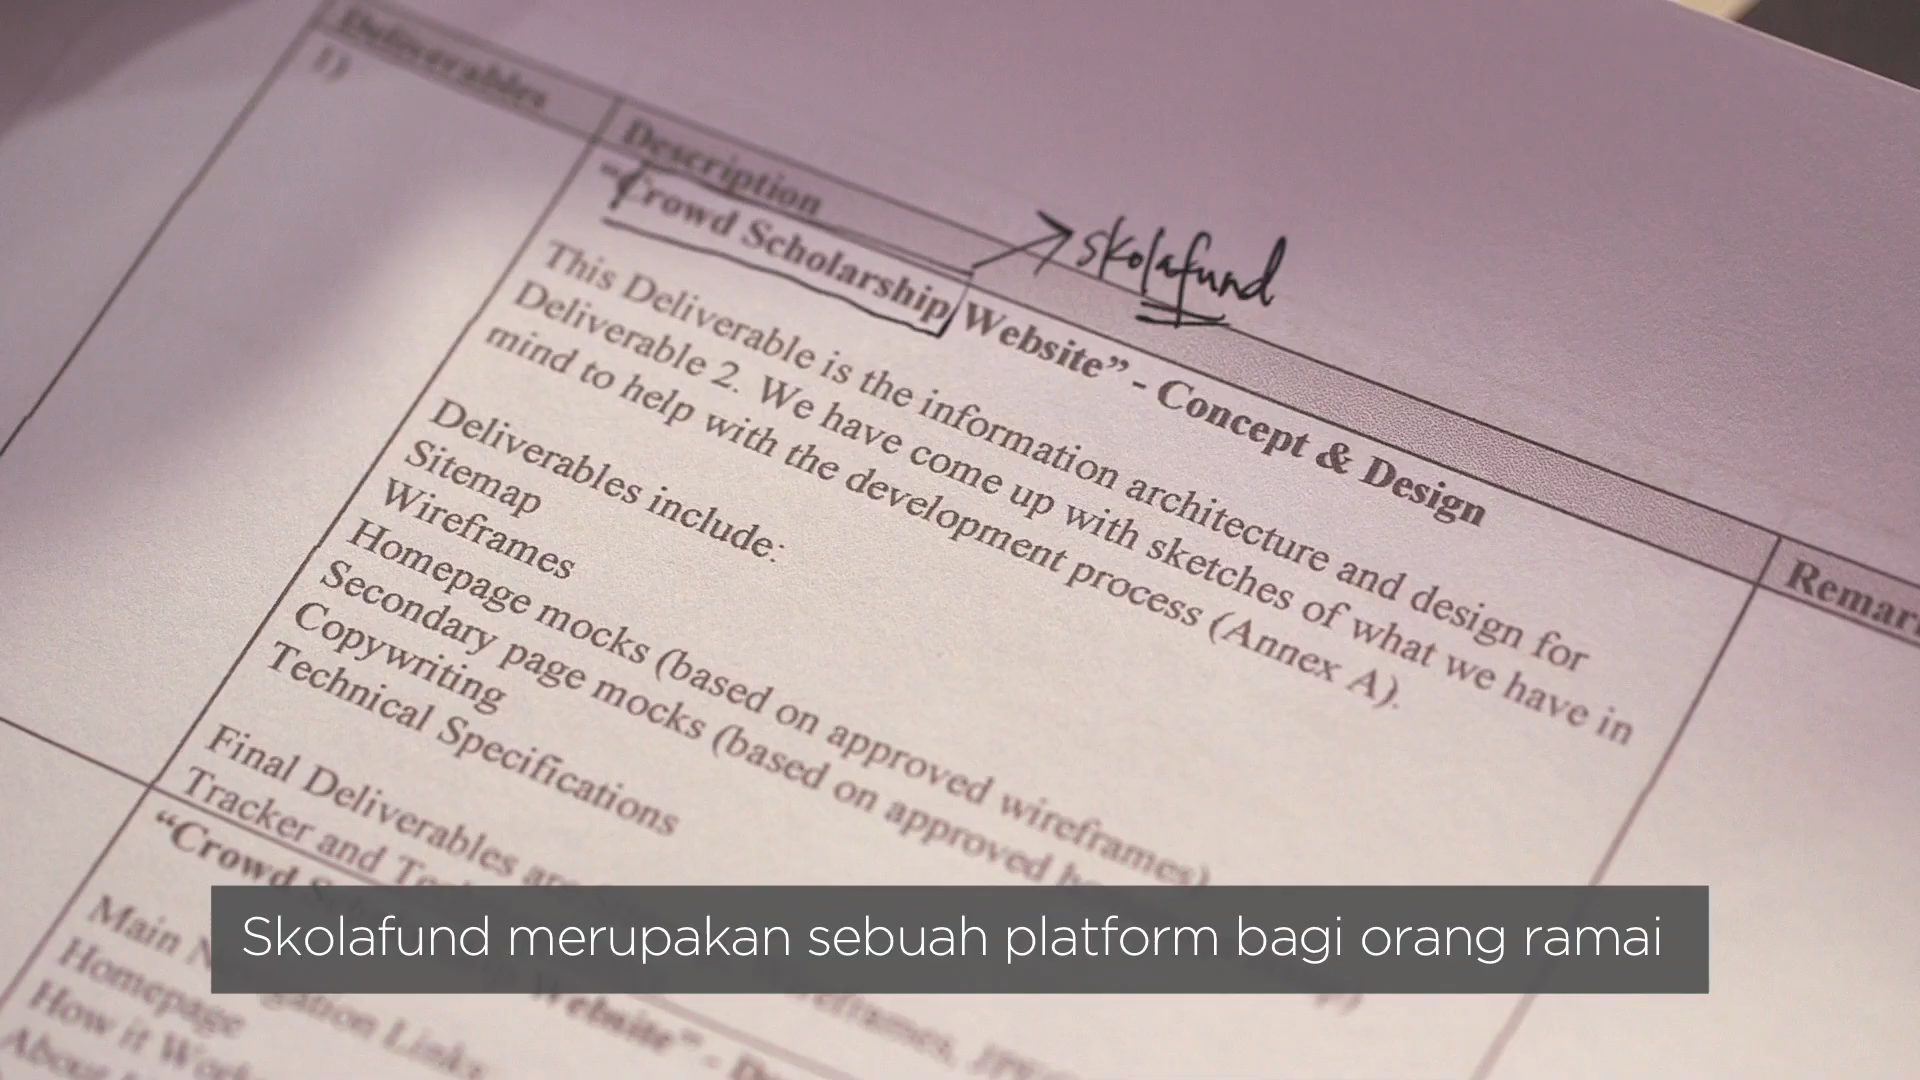 Deliverables
Description
Remar
1)
skolafund
"Crowd Scholarship Website” - Concept & Design
This Deliverable is the information architecture and design for
Deliverable 2. We have come up with sketches of what we have in
mind to help with the development process (Annex A).
Deliverables include:
Sitemap
Wireframes
Homepage mocks (based on approved wireframes)
Secondary page mocks (based on approved
Copywriting
Technical Specifications
Final Deliverables are
Tracker and
“Crowd Website” -
Main Links
Homepage
How it
About
Skolafund merupakan sebuah platform bagi orang ramai